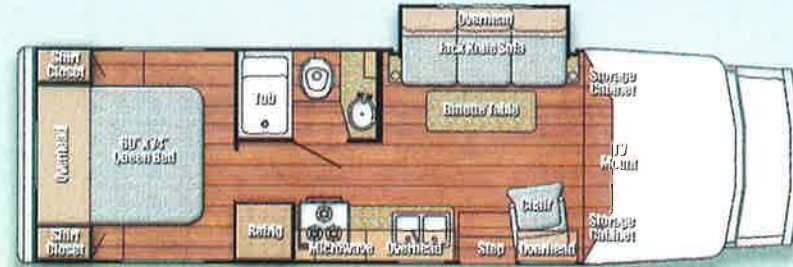 Overhead
Jack Knife Sofa
Shirt
Closet
Storage
Cabinet
Tub
Dinette Table
Overhead
60"x74"
Queen Bed
TV
Mount
Chair
Shirt
Closet
Refrig
Microwave
Overhead
Step
Overhead
Storage
Cabinet